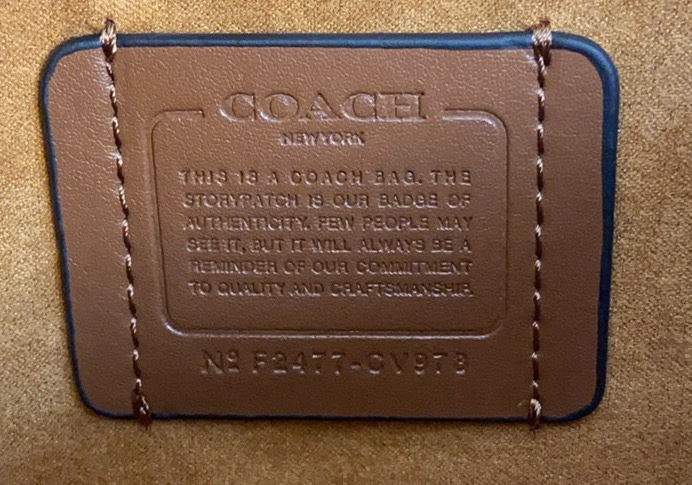 COACH
NEW YORK
THIS IS A COACH BAG. THE
STORYPATCH IS OUR BADGE OF
AUTHENTICITY. FEW PEOPLE MAY
SEE IT, BUT IT WILL ALWAYS BE A
REMINDER OF OUR COMMITMENT
TO QUALITY AND CRAFTSMANSHIP.
Nº F2477-CV978